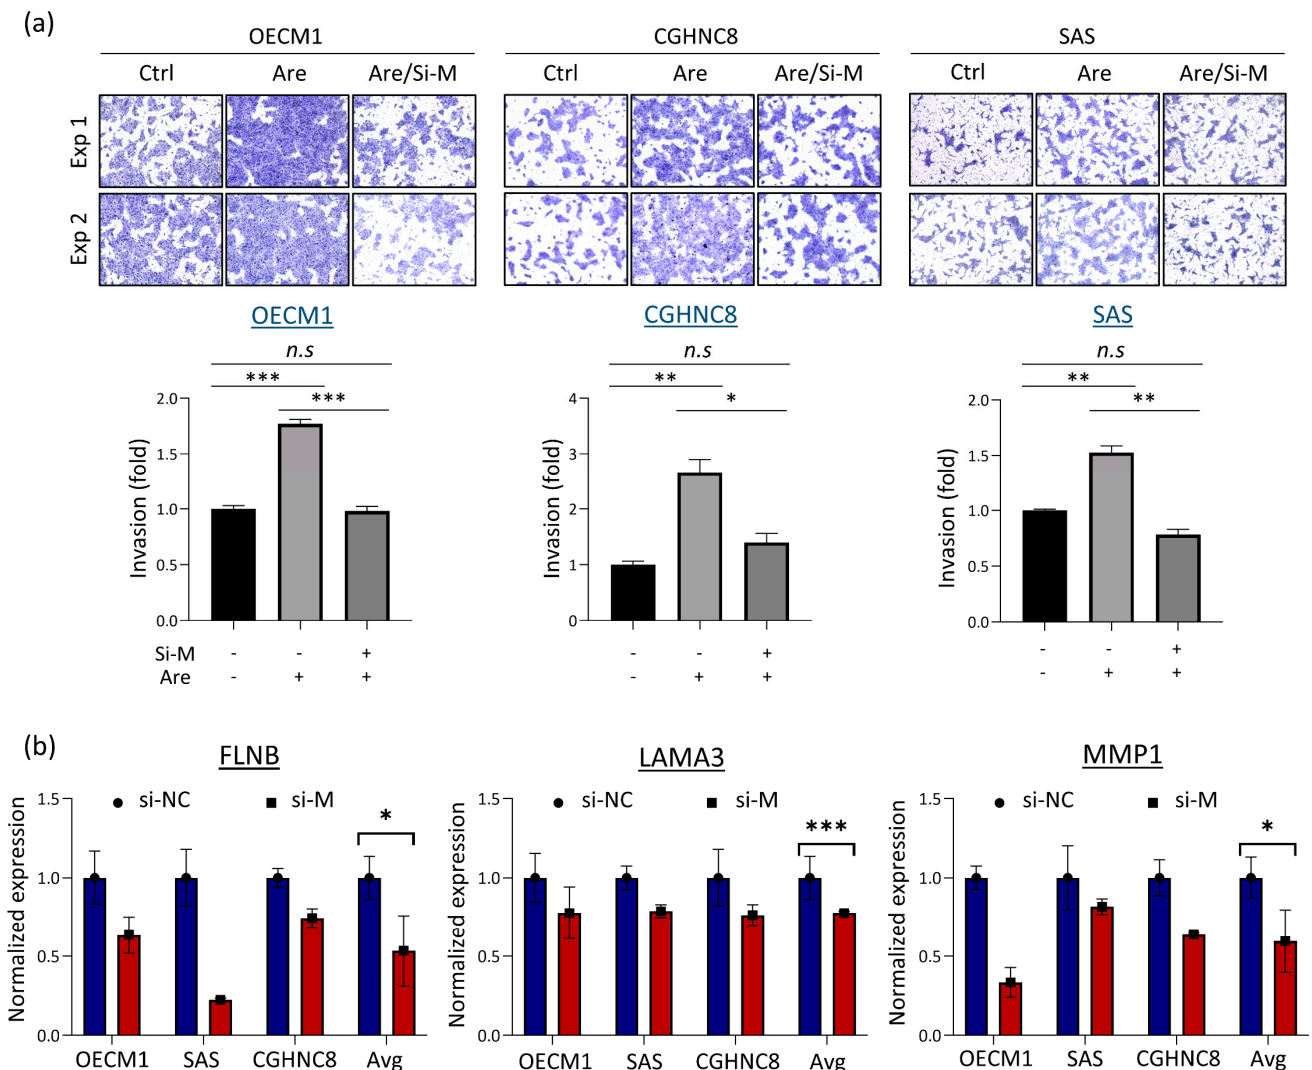 (a)
OECM1 CGHNC8 SAS
Ctrl Are Are/Si-M Ctrl Are Are/Si-M Ctrl Are Are/Si-M
Exp 1
Exp 2
OECM1 CGHNC8 SAS
n.s n.s n.s
*** ** **
*** * **
Invasion (fold) Invasion (fold) Invasion (fold)
2.0 4 2.0
1.5 3 1.5
1.0 2 1.0
0.5 1 0.5
0.0 0 0.0
Si-M - - + - - + - - +
Are - + + - + + - + +
(b)
FLNB LAMA3 MMP1
si-NC si-M si-NC si-M si-NC si-M
* *** *
Normalized expression Normalized expression Normalized expression
1.5 1.5 1.5
1.0 1.0 1.0
0.5 0.5 0.5
0.0 0.0 0.0
OECM1 SAS CGHNC8 Avg OECM1 SAS CGHNC8 Avg OECM1 SAS CGHNC8 Avg